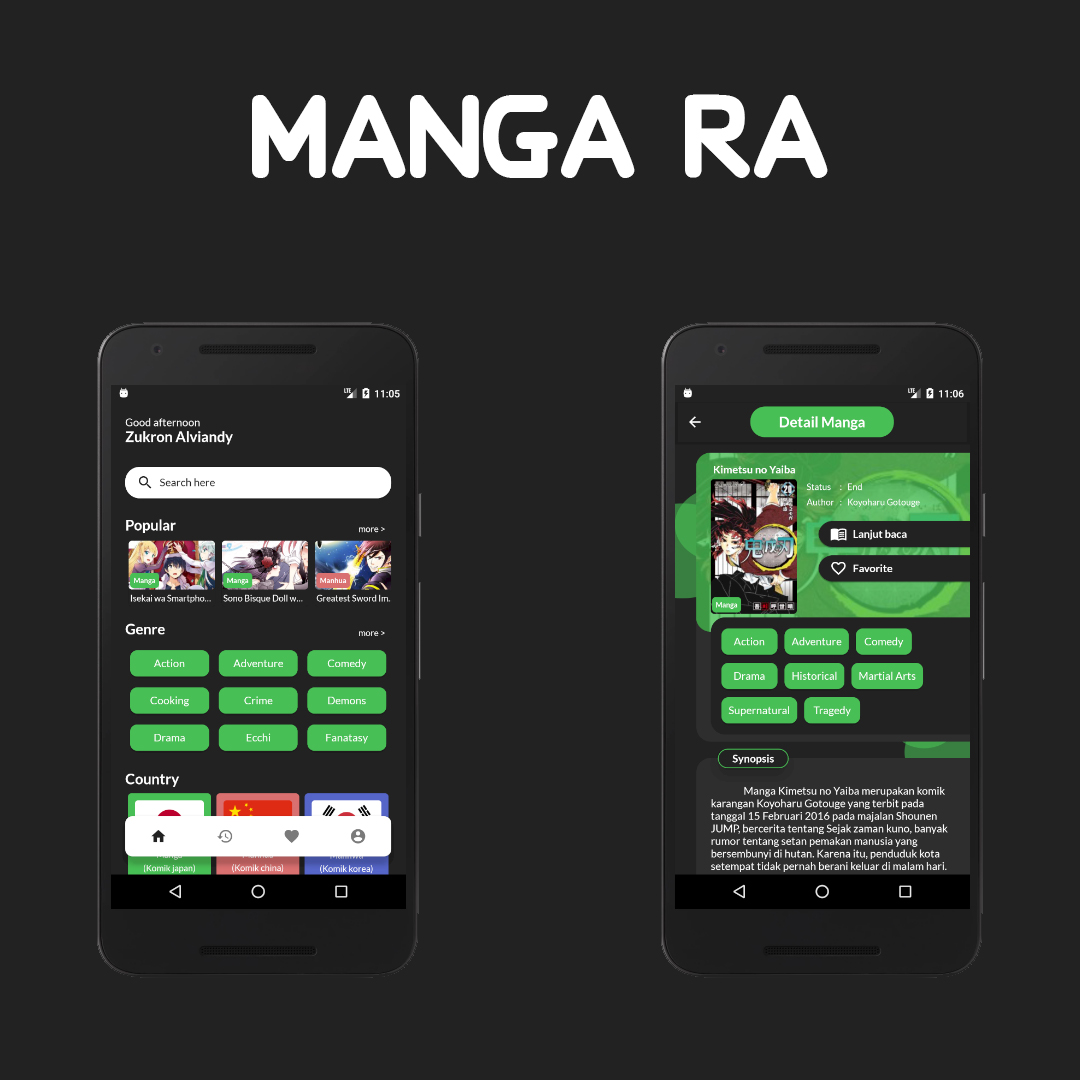 MANGA RA
LTE 11:05
Good afternoon
Zukron Alviandy
Search here
Popular
more >
Manga
Manga
Manhua
Isekai wa Smartpho...
Sono Bisque Doll w...
Greatest Sword Im.
Genre
more >
Action
Adventure
Comedy
Cooking
Crime
Demons
Drama
Ecchi
Fanatasy
Country
(Komik japan)
(Komik china)
(Komik korea)
LTE 11:06
Detail Manga
Kimetsu no Yaiba
Status : End
Author : Koyoharu Gotouge
Lanjut baca
Favorite
鬼滅の刃
Manga
Action
Adventure
Comedy
Drama
Historical
Martial Arts
Supernatural
Tragedy
Synopsis
Manga Kimetsu no Yaiba merupakan komik
karangan Koyoharu Gotouge yang terbit pada
tanggal 15 Februari 2016 pada majalan Shounen
JUMP, bercerita tentang Sejak zaman kuno, banyak
rumor tentang setan pemakan manusia yang
bersembunyi di hutan. Karena itu, penduduk kota
setempat tidak pernah berani keluar di malam hari.